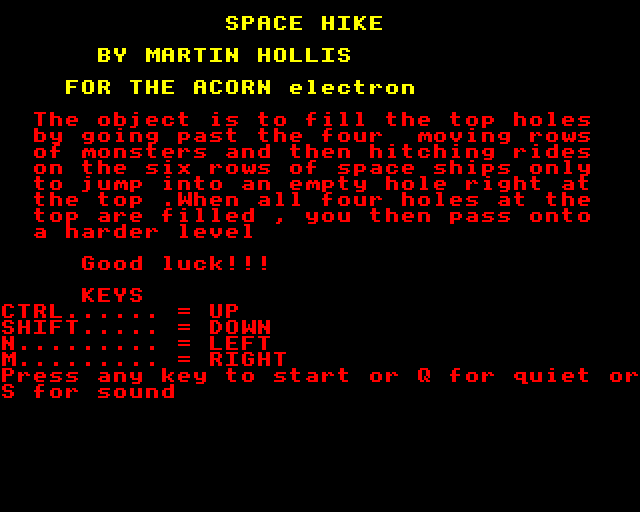 SPACE HIKE
BY MARTIN HOLLIS
FOR THE ACORN electron
The object is to fill the top holes
by going past the four  moving rows
of monsters and then hitching rides
on the six rows of space ships only
to jump into an empty hole right at
the top .When all four holes at the
top are filled , you then pass onto
a harder level
Good luck!!!
KEYS
CTRL...... = UP
SHIFT..... = DOWN
N......... = LEFT
M......... = RIGHT
Press any key to start or Q for quiet or
S for sound